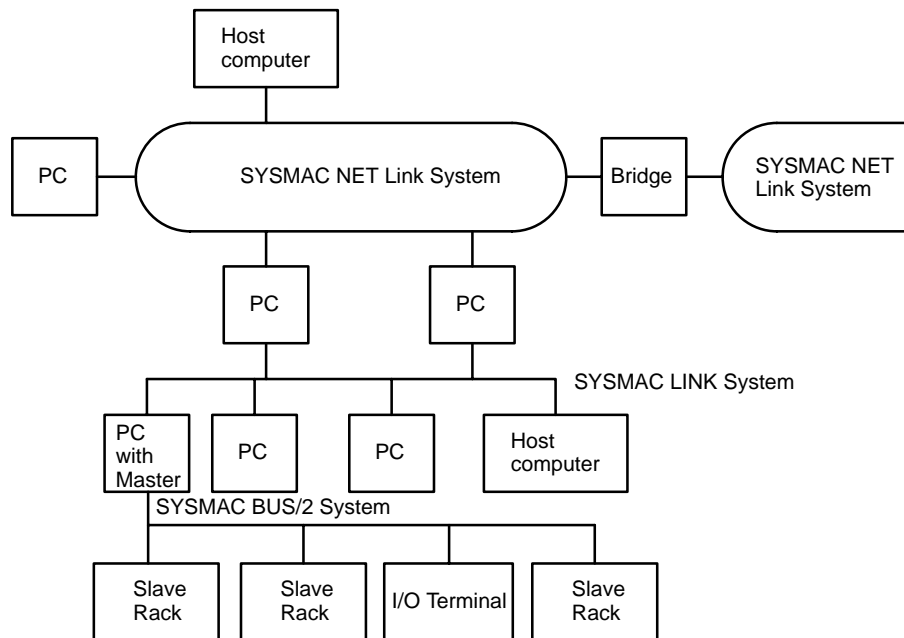 Host
computer
PC
SYSMAC NET Link System
Bridge
SYSMAC NET
Link System
PC
PC
SYSMAC LINK System
PC
with
Master
PC
PC
Host
computer
SYSMAC BUS/2 System
Slave
Rack
Slave
Rack
I/O Terminal
Slave
Rack